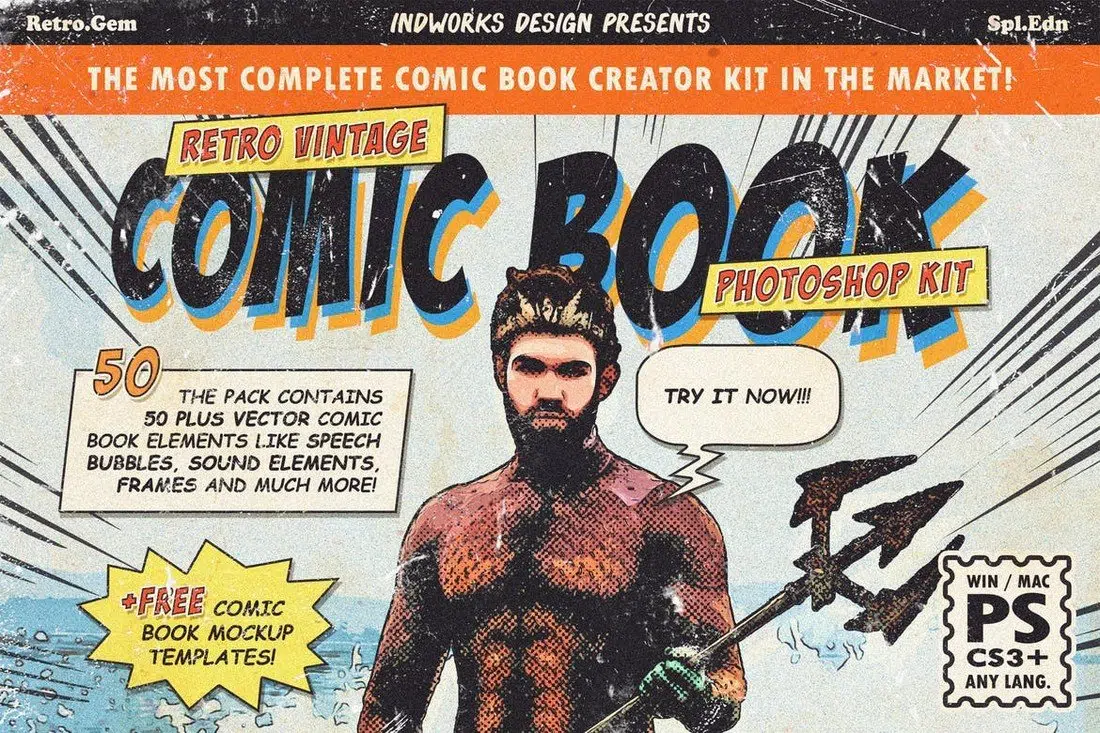 Retro.Gem
INDWORKS DESIGN PRESENTS
Spl.Edn
THE MOST COMPLETE COMIC BOOK CREATOR KIT IN THE MARKET!
RETRO VINTAGE
COMIC BOOK
PHOTOSHOP KIT
50
THE PACK CONTAINS
50 PLUS VECTOR COMIC
BOOK ELEMENTS LIKE SPEECH
BUBBLES, SOUND ELEMENTS,
FRAMES AND MUCH MORE!
TRY IT NOW!!!
+FREE COMIC
BOOK MOCKUP
TEMPLATES!
WIN / MAC
PS
CS3+
ANY LANG.